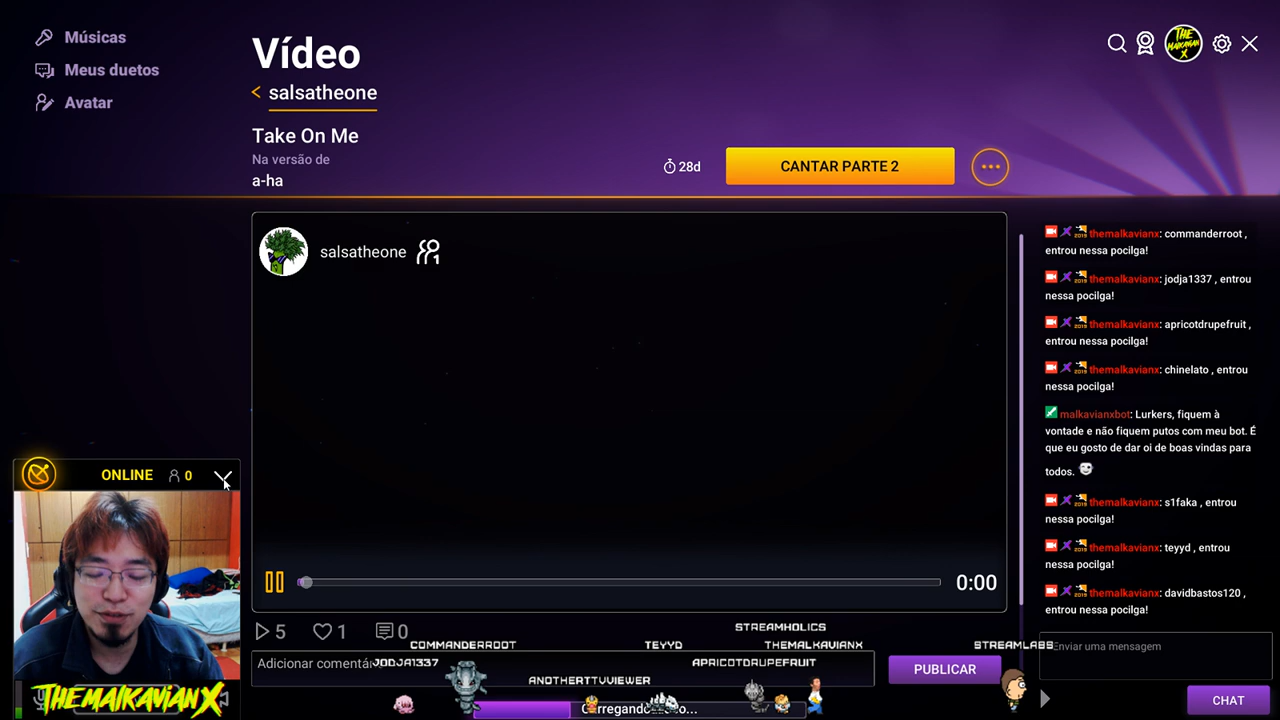 Músicas
Meus duetos
Avatar
Vídeo
< salsatheone
Take On Me
Na versão de
a-ha
28d
CANTAR PARTE 2
THE
MALKAVIAN
X
salsatheone
0:00
5
1
0
Adicionar comentár
PUBLICAR
STREAMHOLICS
COMMANDERROOT
TEYYD
THEMALKAVIANX
STREAMLABS
JODJA1337
APRICOTDRUPEFRUIT
ANOTHERTTVVIEWER
ONLINE
0
THEMALKAVIANX
themalkavianx: commanderroot ,
entrou nessa pocilga!
themalkavianx: jodja1337 , entrou
nessa pocilga!
themalkavianx: apricotdrupefruit ,
entrou nessa pocilga!
themalkavianx: chinelato , entrou
nessa pocilga!
malkavianxbot: Lurkers, fiquem à
vontade e não fiquem putos com meu bot. É
que eu gosto de dar oi de boas vindas para
todos.
themalkavianx: s1faka , entrou
nessa pocilga!
themalkavianx: teyyd , entrou
nessa pocilga!
themalkavianx: davidbastos120 ,
entrou nessa pocilga!
Enviar uma mensagem
CHAT